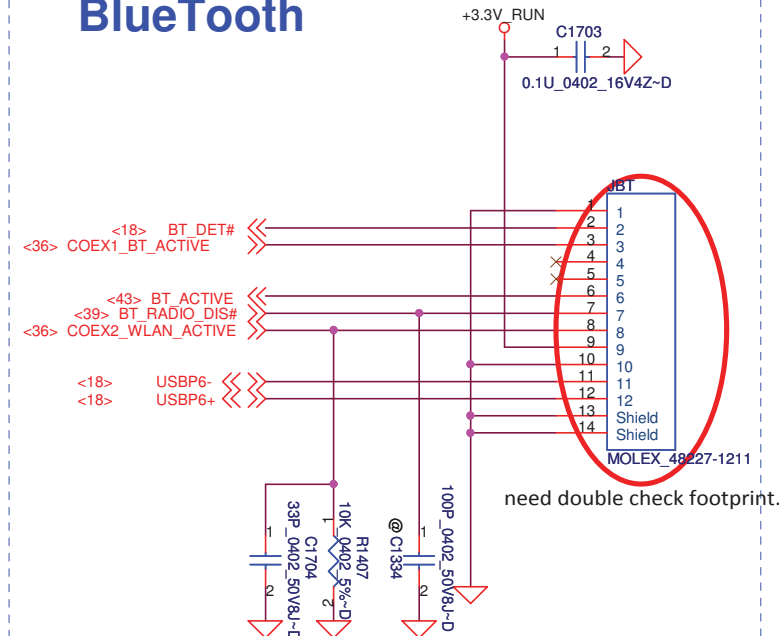 BlueTooth
+3.3V_RUN
C1703
1 2
0.1U_0402_16V4Z~D
JBT
1 1
<18> BT_DET# 2 2
<36> COEX1_BT_ACTIVE 3 3
4 4
5 5
<43> BT_ACTIVE 6 6
<39> BT_RADIO_DIS# 7 7
<36> COEX2_WLAN_ACTIVE 8 8
9 9
10 10
<18> USBP6- 11 11
<18> USBP6+ 12 12
13 Shield
14 Shield
MOLEX_48227-1211
need double check footprint.
1
2
33P_0402_50V8J~D
C1704
1
2
10K_0402_5%~D
R1407
@ C1334
1
2
100P_0402_50V8J~D